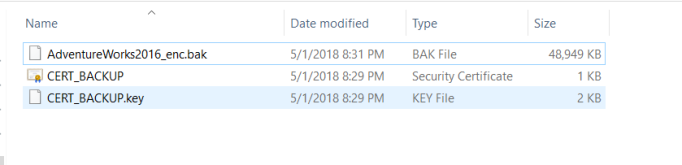 Name Date modified Type Size
AdventureWorks2016_enc.bak 5/1/2018 8:31 PM BAK File 48,949 KB
CERT_BACKUP 5/1/2018 8:29 PM Security Certificate 1 KB
CERT_BACKUP.key 5/1/2018 8:29 PM KEY File 2 KB